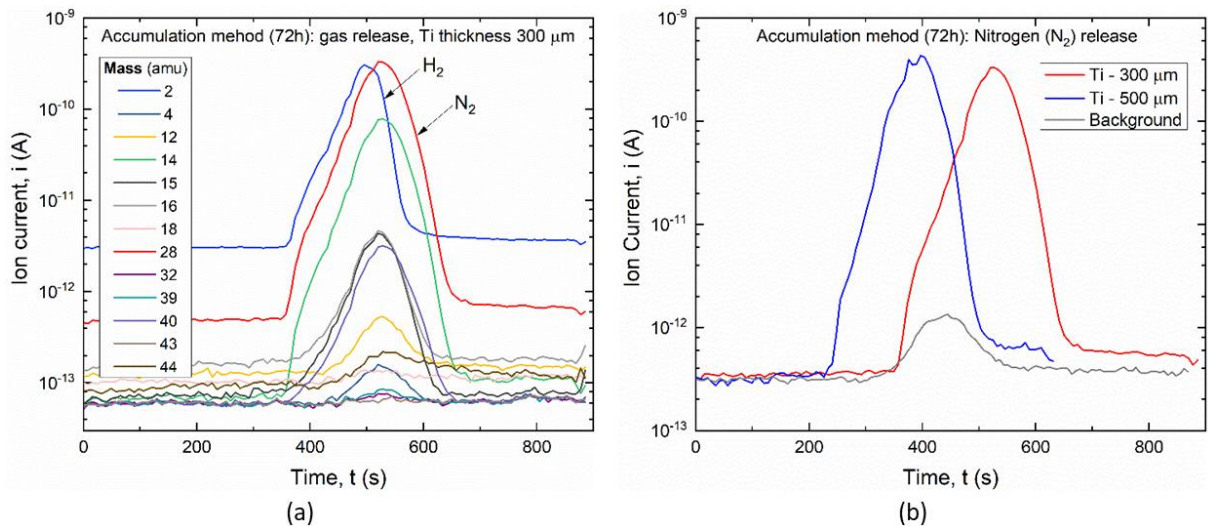 Accumulation mehod (72h): gas release, Ti thickness 300 μm
Mass (amu)
2
4
12
14
15
16
18
28
32
39
40
43
44
H2
N2
10-9
10-10
10-11
10-12
10-13
Ion current, i (A)
0
200
400
600
800
Time, t (s)
(a)
Accumulation mehod (72h): Nitrogen (N2) release
Ti - 300 μm
Ti - 500 μm
Background
10-9
10-10
10-11
10-12
10-13
Ion Current, i (A)
0
200
400
600
800
Time, t (s)
(b)